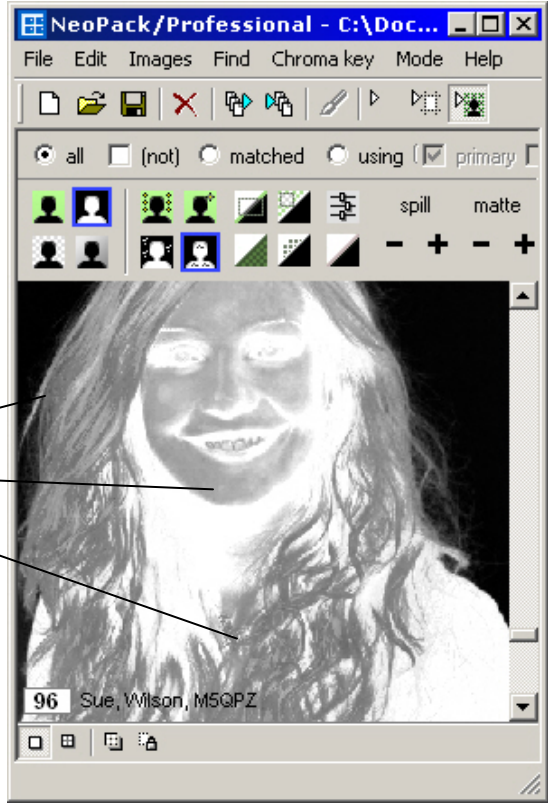 NeoPack/Professional - C:\Doc...
File Edit Images Find Chroma key Mode Help
all (not) matched using ( primary
spill matte
- + - +
96 Sue, Wilson, M5QPZ